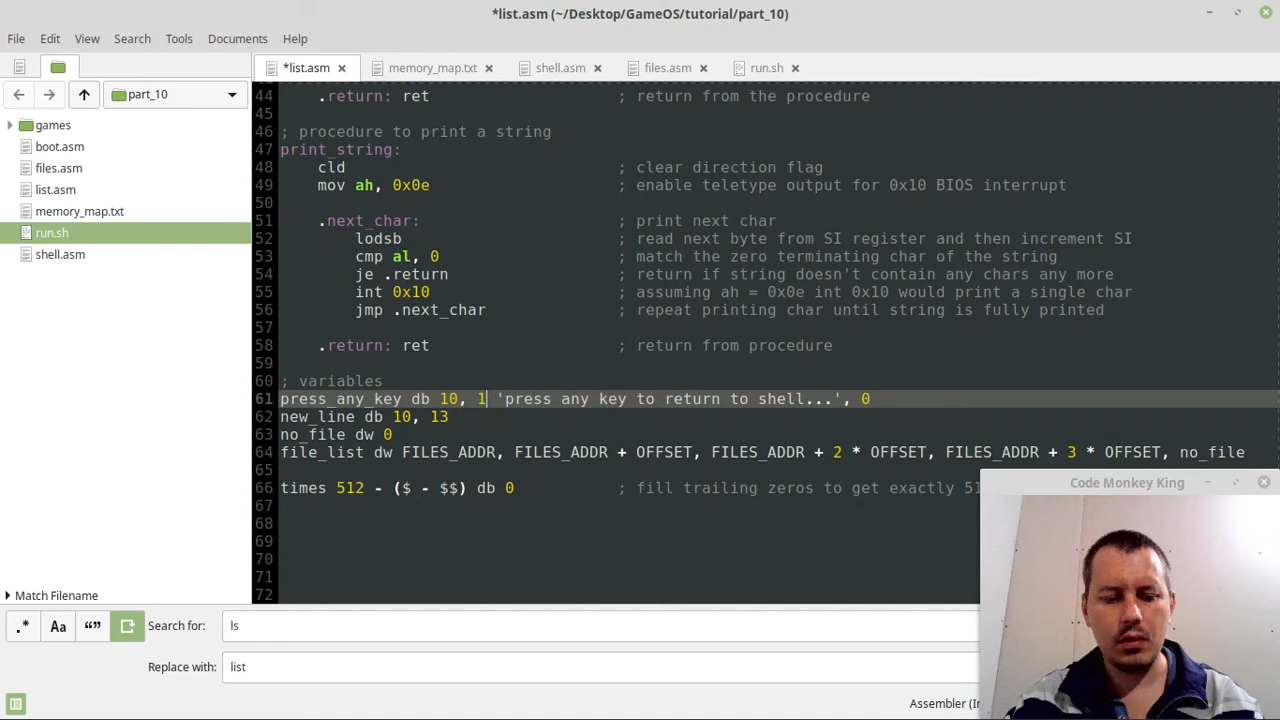 *list.asm (~/Desktop/GameOS/tutorial/part_10)
File Edit View Search Tools Documents Help
*list.asm memory_map.txt shell.asm files.asm run.sh
part_10
games
boot.asm
files.asm
list.asm
memory_map.txt
run.sh
shell.asm
Match Filename
44 .return: ret ; return from the procedure
45
46 ; procedure to print a string
47 print_string:
48 cld ; clear direction flag
49 mov ah, 0x0e ; enable teletype output for 0x10 BIOS interrupt
50
51 .next_char: ; print next char
52 lodsb ; read next byte from SI register and then increment SI
53 cmp al, 0 ; match the zero terminating char of the string
54 je .return ; return if string doesn't contain any chars any more
55 int 0x10 ; assuming ah = 0x0e int 0x10 would print a single char
56 jmp .next_char ; repeat printing char until string is fully printed
57
58 .return: ret ; return from procedure
59
60 ; variables
61 press_any_key db 10, 1 'press any key to return to shell...', 0
62 new_line db 10, 13
63 no_file dw 0
64 file_list dw FILES_ADDR, FILES_ADDR + OFFSET, FILES_ADDR + 2 * OFFSET, FILES_ADDR + 3 * OFFSET, no_file
65
66 times 512 - ($ - $$) db 0 ; fill trailing zeros to get exactly
67
68
69
70
71
72
Code Monkey King
.* Aa “” Search for: ls
Replace with: list
Assembler